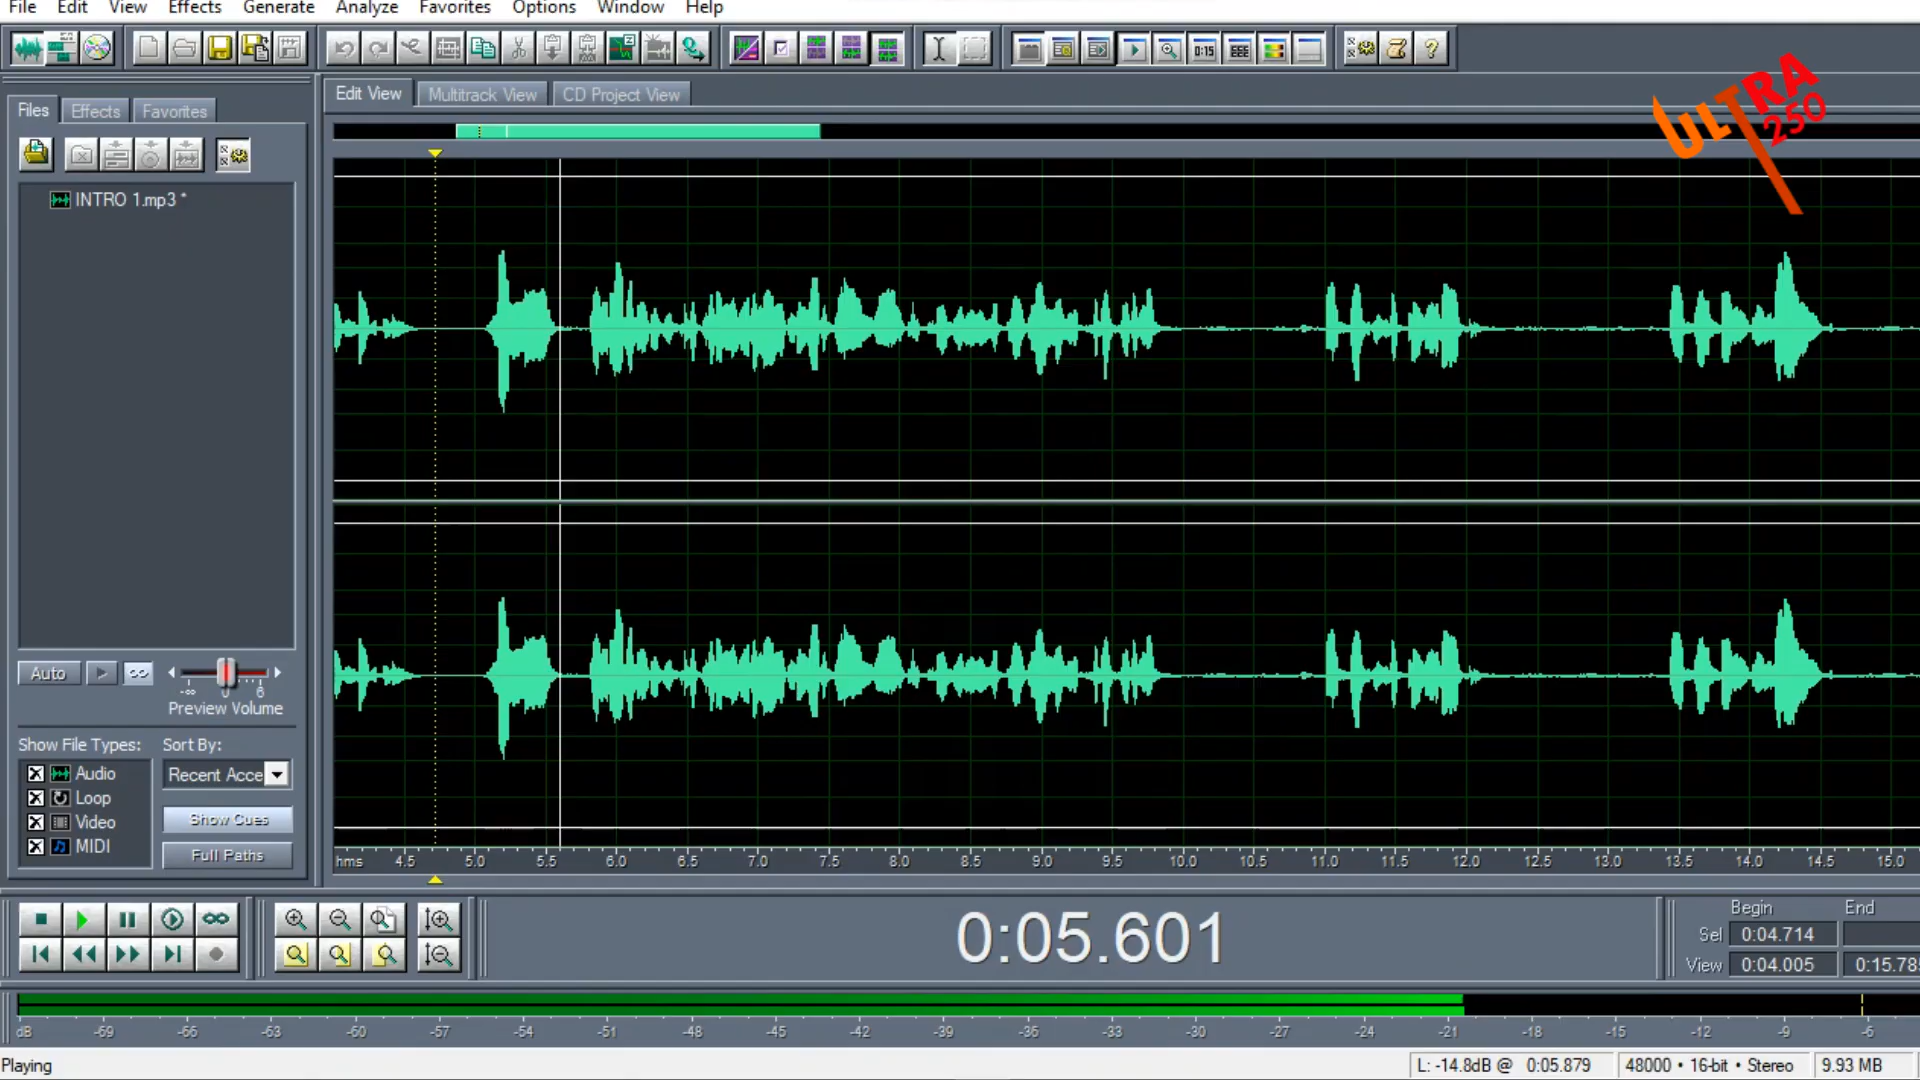 File Edit View Effects Generate Analyze Favorites Options Window Help
Edit View Multitrack View CD Project View
Files Effects Favorites
ULTRA
250
INTRO 1.mp3 *
Auto
-∞ 0 6
Preview Volume
Show File Types: Sort By:
Audio
Recent Acce
Loop
Video
Show Cues
MIDI
Full Paths
hms 4.5 5.0 5.5 6.0 6.5 7.0 7.5 8.0 8.5 9.0 9.5 10.0 10.5 11.0 11.5 12.0 12.5 13.0 13.5 14.0 14.5 15.0
0:05.601
Begin End
Sel 0:04.714
View 0:04.005 0:15.785
dB -69 -66 -63 -60 -57 -54 -51 -48 -45 -42 -39 -36 -33 -30 -27 -24 -21 -18 -15 -12 -9 -6
Playing
L: -14.8dB @ 0:05.879 48000 • 16-bit • Stereo 9.93 MB